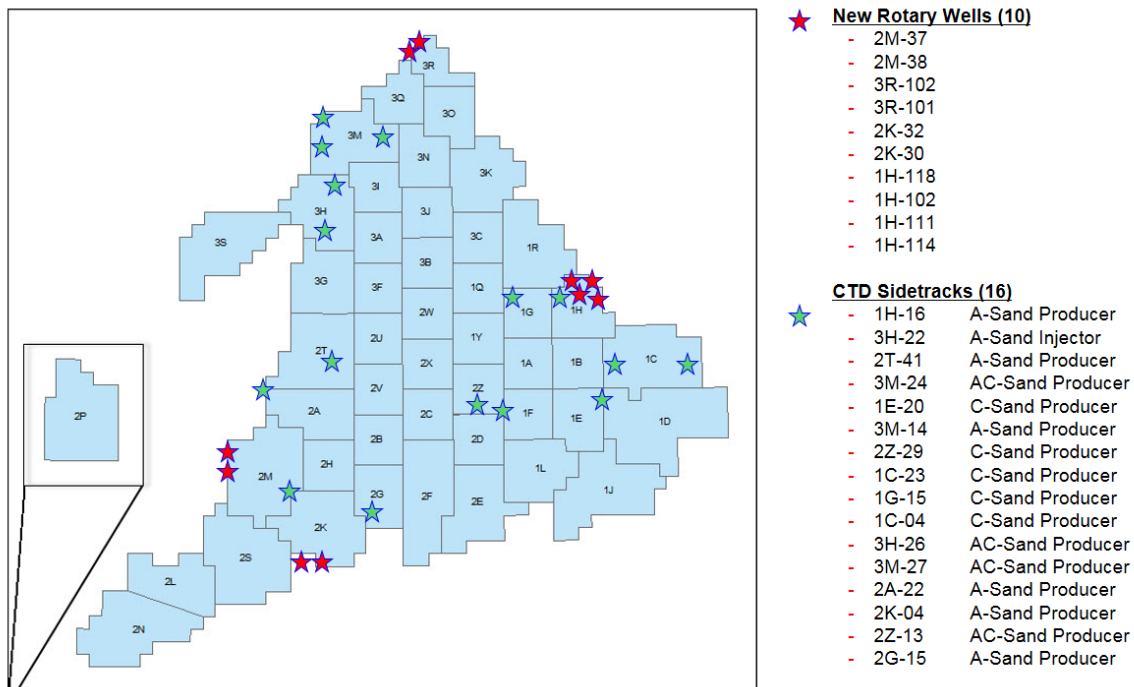 3R
3Q
3O
3M
3N
3K
3I
3H
3J
3S
3A
3C
1R
3B
3G
3F
1Q
2W
1G
1H
2U
1Y
2T
2X
1A
1B
1C
2V
2Z
2P
2A
2C
1F
1E
1D
2B
2D
2H
1L
2M
2G
2F
2E
1J
2K
2S
2L
2N
New Rotary Wells (10)
- 2M-37
- 2M-38
- 3R-102
- 3R-101
- 2K-32
- 2K-30
- 1H-118
- 1H-102
- 1H-111
- 1H-114
CTD Sidetracks (16)
- 1H-16 A-Sand Producer
- 3H-22 A-Sand Injector
- 2T-41 A-Sand Producer
- 3M-24 AC-Sand Producer
- 1E-20 C-Sand Producer
- 3M-14 A-Sand Producer
- 2Z-29 C-Sand Producer
- 1C-23 C-Sand Producer
- 1G-15 C-Sand Producer
- 1C-04 C-Sand Producer
- 3H-26 AC-Sand Producer
- 3M-27 AC-Sand Producer
- 2A-22 A-Sand Producer
- 2K-04 A-Sand Producer
- 2Z-13 AC-Sand Producer
- 2G-15 A-Sand Producer